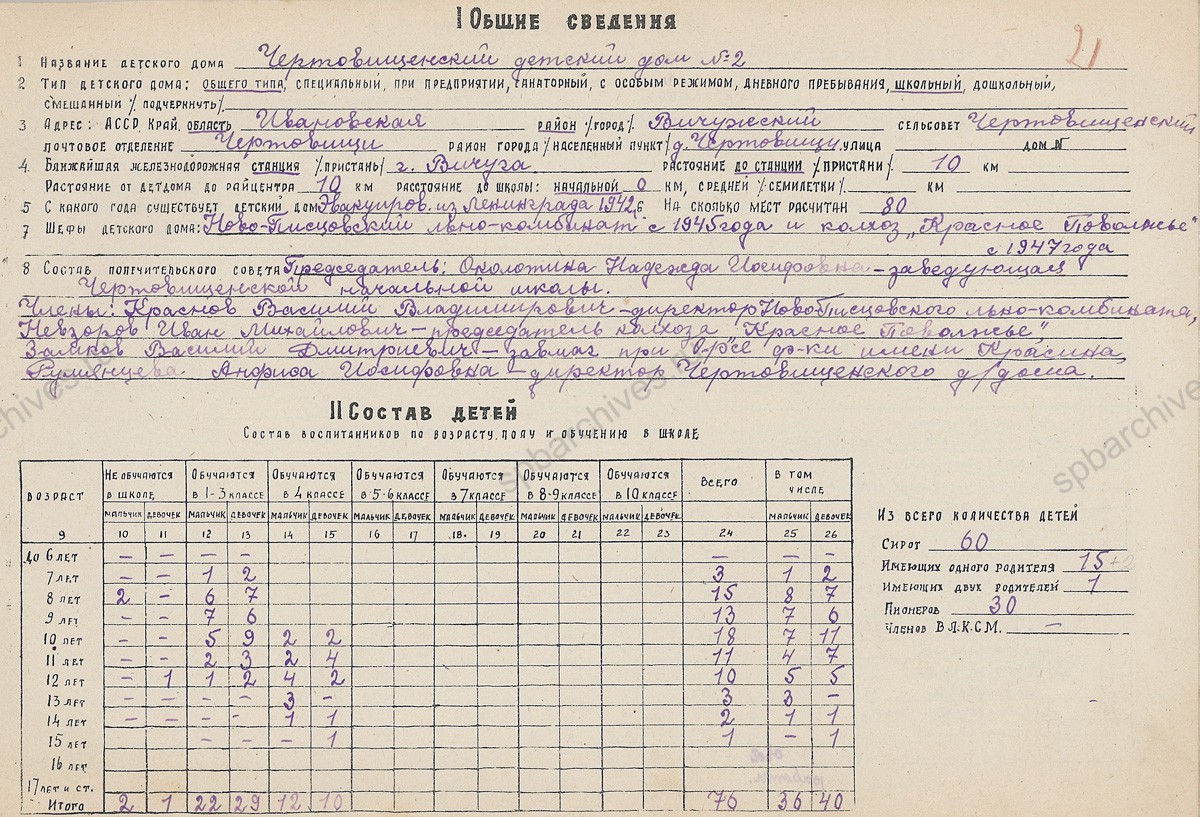 I Общие сведения
21
1 Название детского дома Чертовищенский детский дом №2
2 Тип детского дома: общего типа, специальный, при предприятии, санаторный, с особым режимом, дневного пребывания, школьный, дошкольный,
смешанный /подчеркнуть/
3 Адрес: АССР, край, область Ивановская район /город/ Вичужский сельсовет Чертовищенский
почтовое отделение Чертовищи район города /населенный пункт/ д. Чертовищи улица дом №
4 Ближайшая железнодорожная станция /пристань/ г. Вичуга растояние до станции /пристани/ 10 км
Растояние от детдома до райцентра 10 км расстояние до школы: начальной 0 км, средней /семилетки/ км
5 С какого года существует детский дом Эвакуиров. из Ленинграда 1942 6 На сколько мест расчитан 80
7 Шефы детского дома: Ново-Писцовский льно-комбинат с 1945 года и колхоз „Красное Поволжье"
с 1947 года
8 Состав попечительского совета Председатель: Околотина Надежда Иосифовна – заведующая
Чертовищенской начальной школы.
Члены: Краснов Василий Владимирович – директор Ново-Писцовского льно-комбината,
Невзоров Иван Михайлович – председатель колхоза "Красное Поволжье"
Василий Дмитриевич – завмаг при ф-ки имени Красина
Румянцева Анфиса Иосифовна – директор Чертовищенского д/дома.
II Состав детей
Состав воспитанников по возрасту, полу и обучению в школе
возраст Не обучаются в школе Обучаются в 1-3 классе Обучаются в 4 классе Обучаются в 5-6 классе Обучаются в 7 классе Обучаются в 8-9 классе Обучаются в 10 классе всего в том числе
мальчик девочек мальчик девочек мальчик девочек мальчик девочек мальчик девочек мальчик девочек мальчик девочек мальчик девочек
9 10 11 12 13 14 15 16 17 18 19 20 21 22 23 24 25 26
До 6 лет – – – – – – –
7 лет – – 1 2 3 1 2
8 лет 2 – 6 7 15 8 7
9 лет 7 6 13 7 6
10 лет – – 5 9 2 2 18 7 11
11 лет – – 2 3 2 4 11 4 7
12 лет – 1 1 2 4 2 10 5 5
13 лет – – – – 3 – 3 3 –
14 лет – – – – 1 1 2 1 1
15 лет – – – 1 1 – 1
16 лет
17 лет и ст.
Итого 2 1 22 29 12 10 76 36 40
Из всего количества детей
Сирот 60
Имеющих одного родителя 15
Имеющих двух родителей 1
Пионеров 30
Членов В.Л.К.С.М. –
spbarchives
spbarchives